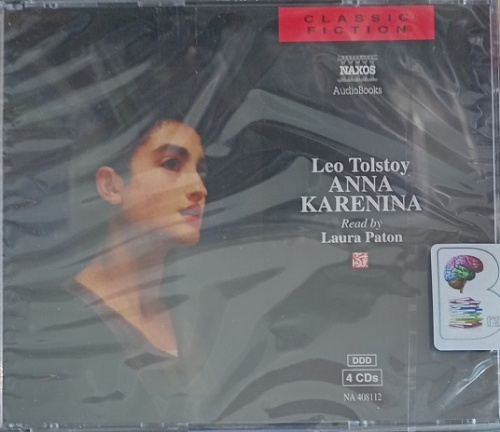 CLASSIC
FICTION
NAXOS
AudioBooks
Leo Tolstoy
ANNA
KARENINA
Read by
Laura Paton
DDD
4 CDs
NA 408112